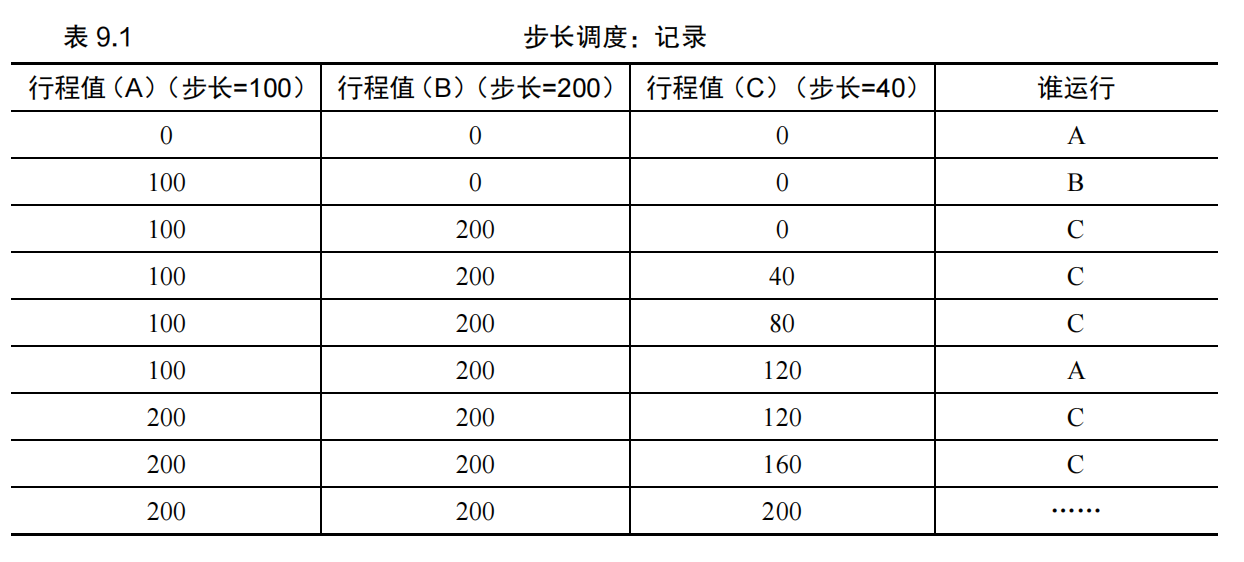 表 9.1 步长调度：记录
行程值（A）（步长=100） 行程值（B）（步长=200） 行程值（C）（步长=40） 谁运行
0 0 0 A
100 0 0 B
100 200 0 C
100 200 40 C
100 200 80 C
100 200 120 A
200 200 120 C
200 200 160 C
200 200 200 ……